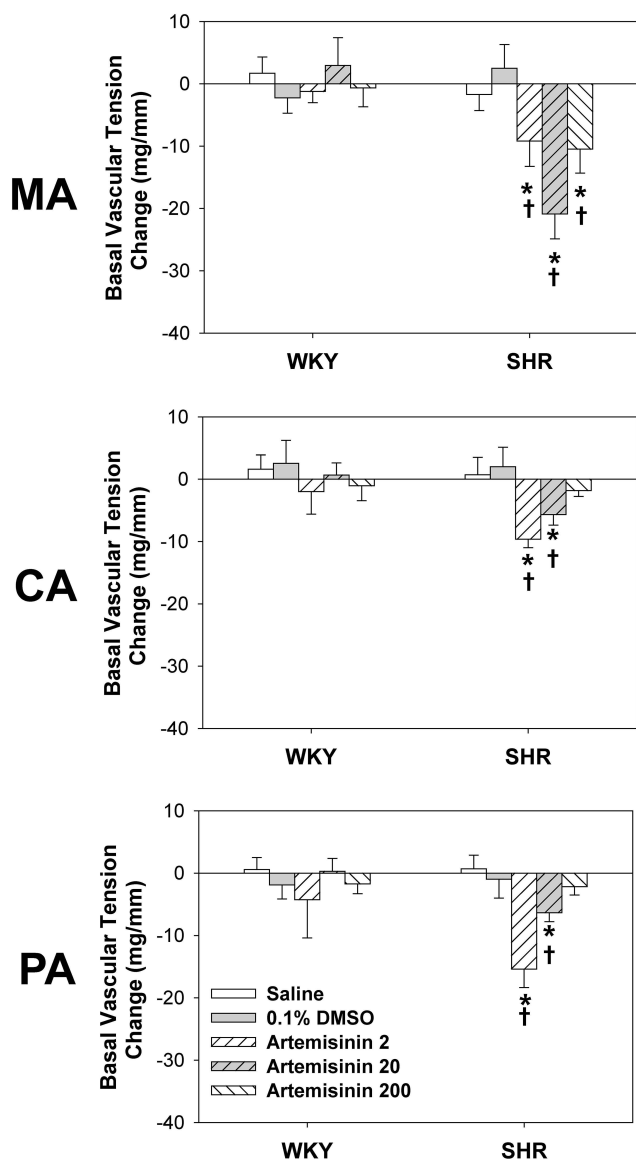 MA
Basal Vascular Tension
Change (mg/mm)
10
0
-10
-20
-30
-40
*
†
*
†
*
†
WKY
SHR
CA
Basal Vascular Tension
Change (mg/mm)
10
0
-10
-20
-30
-40
*
†
*
†
WKY
SHR
PA
Basal Vascular Tension
Change (mg/mm)
10
0
-10
-20
-30
-40
*
†
*
†
Saline
0.1% DMSO
Artemisinin 2
Artemisinin 20
Artemisinin 200
WKY
SHR